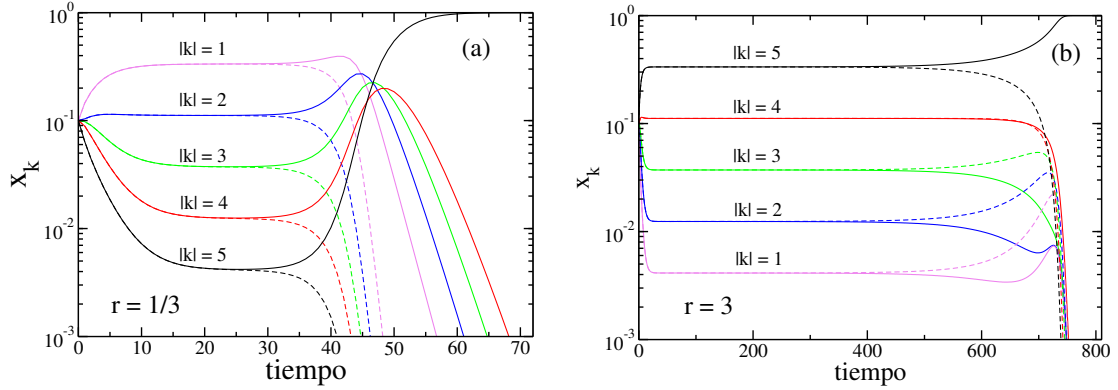 (a)
x_k
10^0
10^-1
10^-2
10^-3
|k| = 1
|k| = 2
|k| = 3
|k| = 4
|k| = 5
r = 1/3
0 10 20 30 40 50 60 70
tiempo
(b)
x_k
10^0
10^-1
10^-2
10^-3
|k| = 5
|k| = 4
|k| = 3
|k| = 2
|k| = 1
r = 3
0 200 400 600 800
tiempo